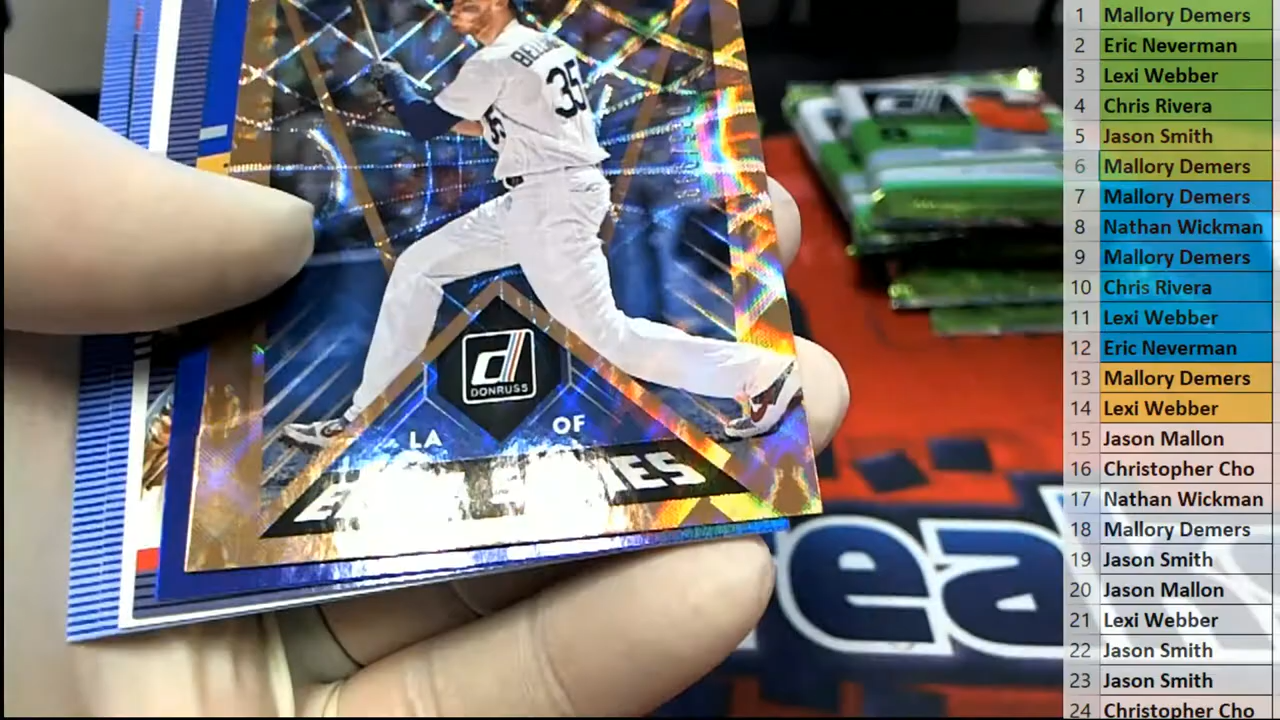 1 Mallory Demers
2 Eric Neverman
3 Lexi Webber
4 Chris Rivera
5 Jason Smith
6 Mallory Demers
7 Mallory Demers
8 Nathan Wickman
9 Mallory Demers
10 Chris Rivera
11 Lexi Webber
12 Eric Neverman
13 Mallory Demers
14 Lexi Webber
15 Jason Mallon
16 Christopher Cho
17 Nathan Wickman
18 Mallory Demers
19 Jason Smith
20 Jason Mallon
21 Lexi Webber
22 Jason Smith
23 Jason Smith
24 Christopher Cho
35
d
DONRUSS
LA OF